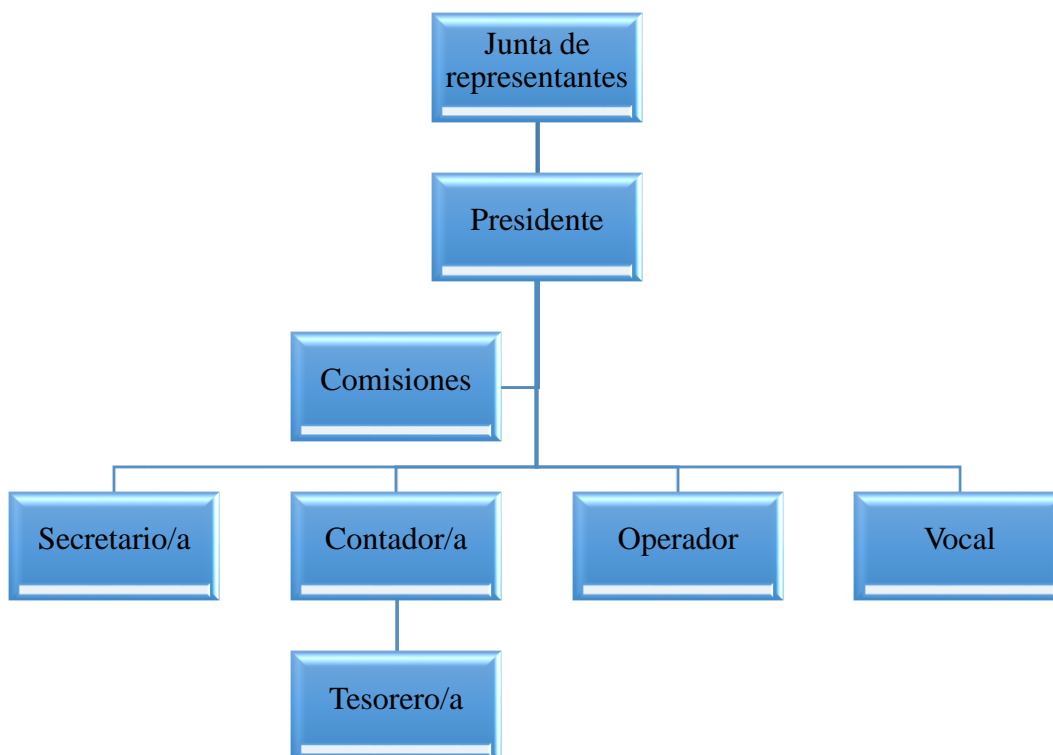 Junta de
representantes
Presidente
Comisiones
Secretario/a
Contador/a
Operador
Vocal
Tesorero/a